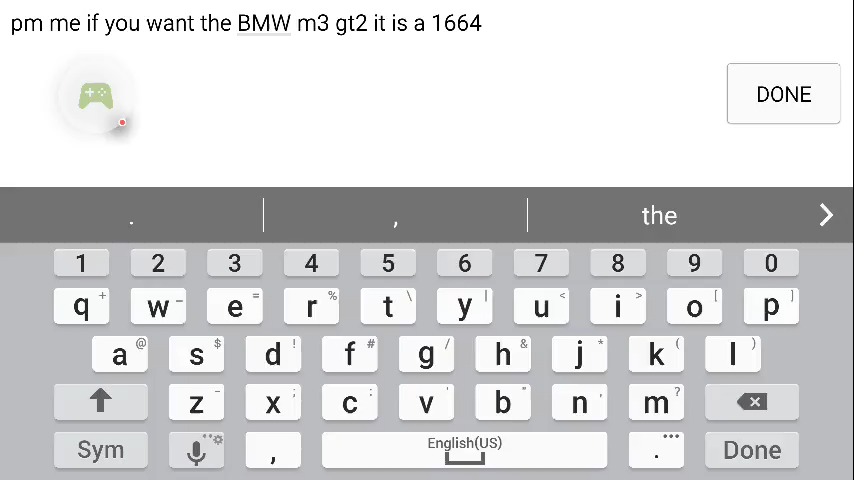 pm me if you want the BMW m3 gt2 it is a 1664
DONE
. , the
1 2 3 4 5 6 7 8 9 0
q + w - e = r % t \ y | u < i > o [ p ]
a @ s $ d ! f # g / h & j * k ( l )
z - x ; c : v ' b " n , m ?
Sym , English(US) . ... Done